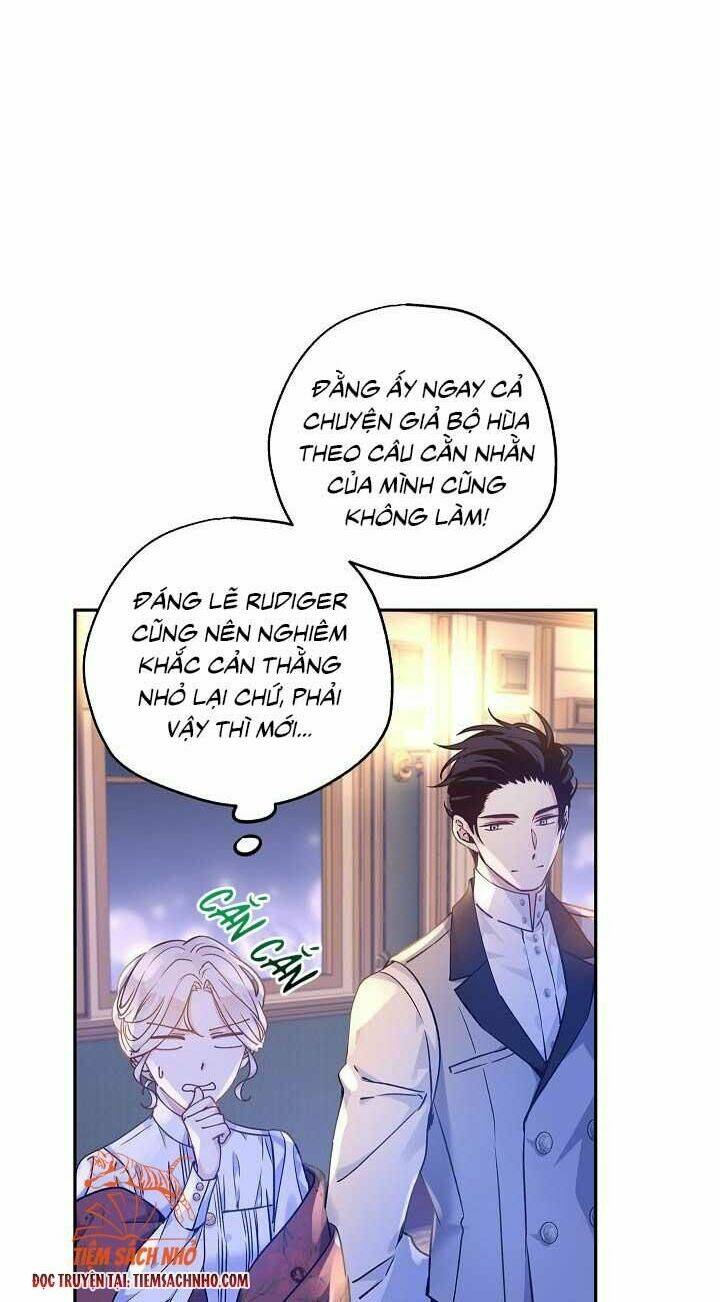 ĐẰNG ẤY NGAY CẢ
CHUYỆN GIẢ BỘ HÙA
THEO CÂU CẰN NHẰN
CỦA MÌNH CŨNG
KHÔNG LÀM!
ĐÁNG LẼ RUDIGER
CŨNG NÊN NGHIÊM
KHẮC CẢN THẰNG
NHỎ LẠI CHỨ, PHẢI
VẬY THÌ MỚI...
CẮN CẮN
TIỆM SÁCH NHỎ
ĐỌC TRUYỆN TẠI: TIEMSACHNHO.COM